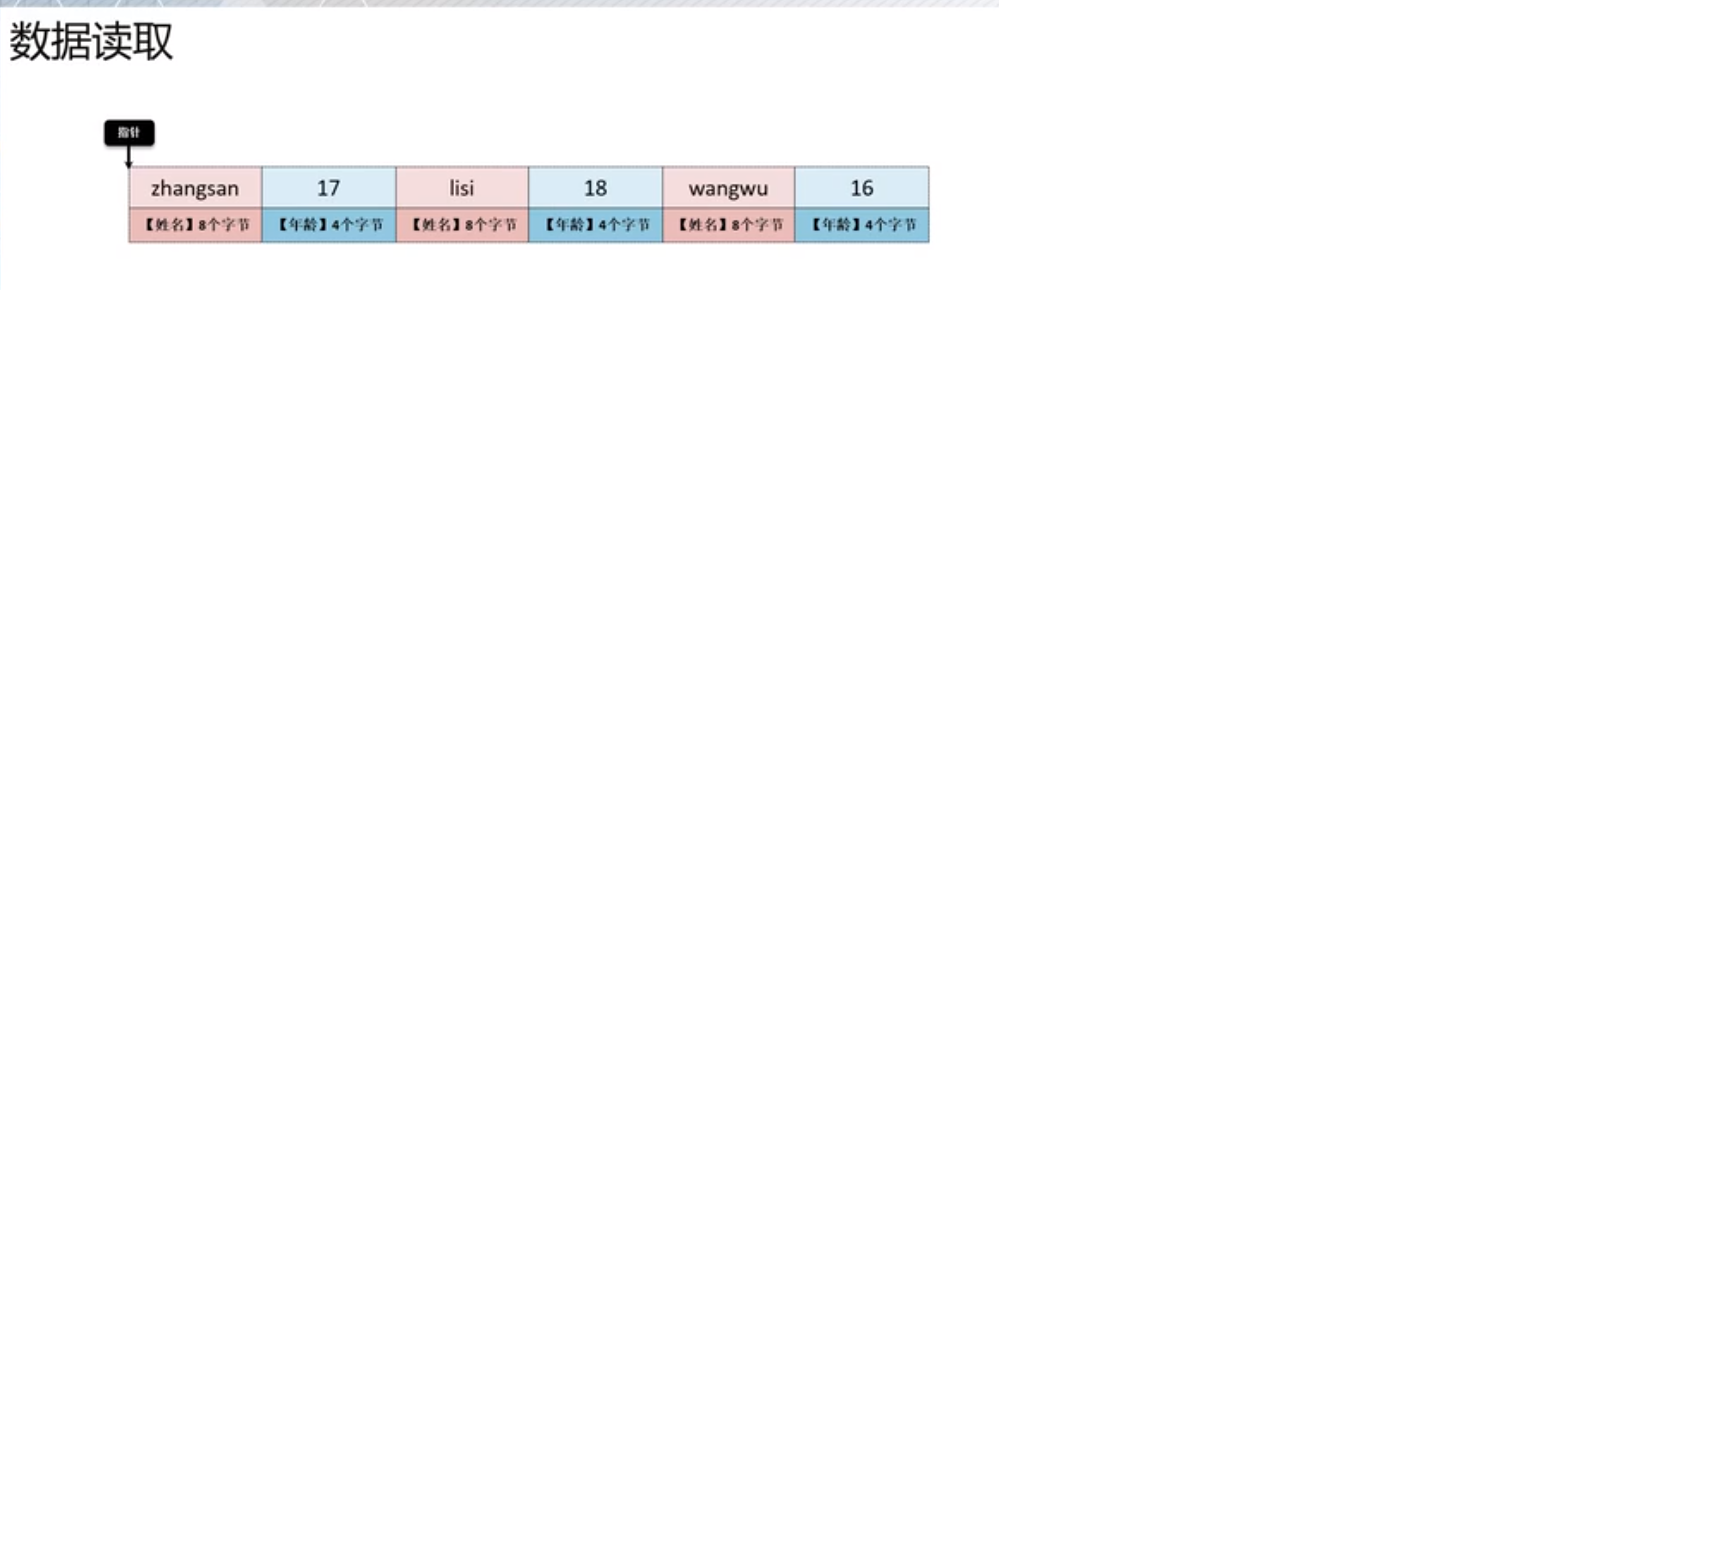 数据读取
指针
zhangsan 17 lisi 18 wangwu 16
【姓名】8个字节 【年龄】4个字节 【姓名】8个字节 【年龄】4个字节 【姓名】8个字节 【年龄】4个字节